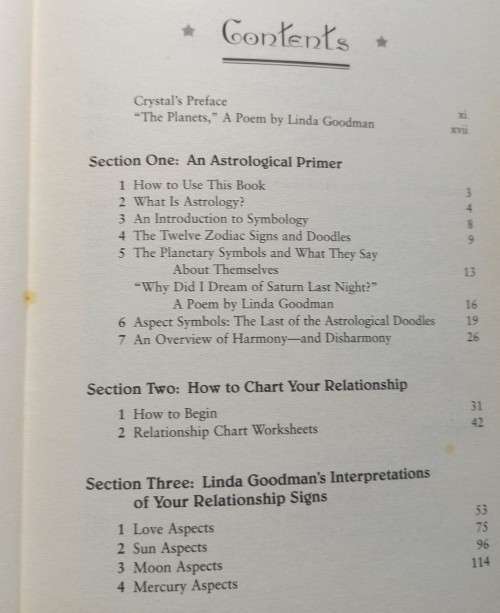 Contents
Crystal's Preface xi
"The Planets," A Poem by Linda Goodman xvii
Section One: An Astrological Primer
1 How to Use This Book 3
2 What Is Astrology? 4
3 An Introduction to Symbology 8
4 The Twelve Zodiac Signs and Doodles 9
5 The Planetary Symbols and What They Say
About Themselves 13
"Why Did I Dream of Saturn Last Night?"
A Poem by Linda Goodman 16
6 Aspect Symbols: The Last of the Astrological Doodles 19
7 An Overview of Harmony—and Disharmony 26
Section Two: How to Chart Your Relationship
1 How to Begin 31
2 Relationship Chart Worksheets 42
Section Three: Linda Goodman's Interpretations
of Your Relationship Signs
1 Love Aspects 53
2 Sun Aspects 75
3 Moon Aspects 96
4 Mercury Aspects 114